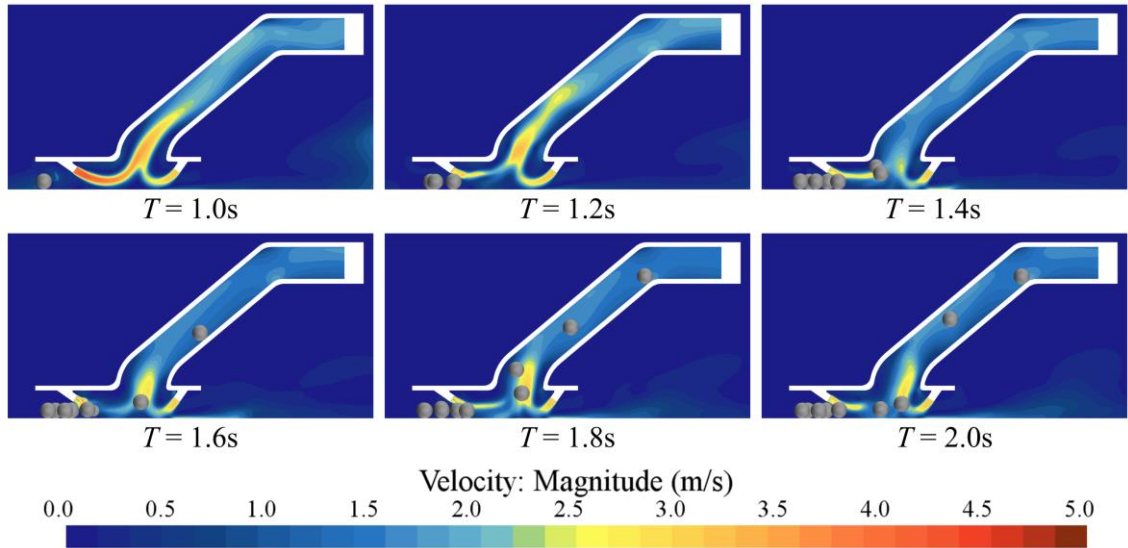 T = 1.0s T = 1.2s T = 1.4s
T = 1.6s T = 1.8s T = 2.0s
Velocity: Magnitude (m/s)
0.0 0.5 1.0 1.5 2.0 2.5 3.0 3.5 4.0 4.5 5.0